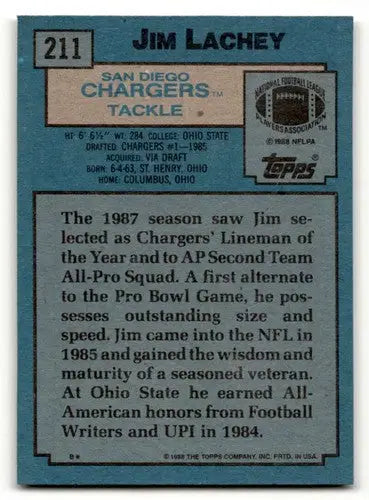 211
JIM LACHEY
SAN DIEGO
CHARGERS™
TACKLE
NATIONAL FOOTBALL LEAGUE
PLAYERS ASSOCIATION™
© 1988 NFLPA
TOPPS®
HT: 6' 6½" WT: 284 COLLEGE: OHIO STATE
DRAFTED: CHARGERS #1—1985
ACQUIRED: VIA DRAFT
BORN: 6-4-63, ST. HENRY, OHIO
HOME: COLUMBUS, OHIO
The 1987 season saw Jim se-
lected as Chargers' Lineman of
the Year and to AP Second Team
All-Pro Squad. A first alternate
to the Pro Bowl Game, he pos-
sesses outstanding size and
speed. Jim came into the NFL in
1985 and gained the wisdom and
maturity of a seasoned veteran.
At Ohio State he earned All-
American honors from Football
Writers and UPI in 1984.
B*
© 1988 THE TOPPS COMPANY, INC. PRTD. IN USA.